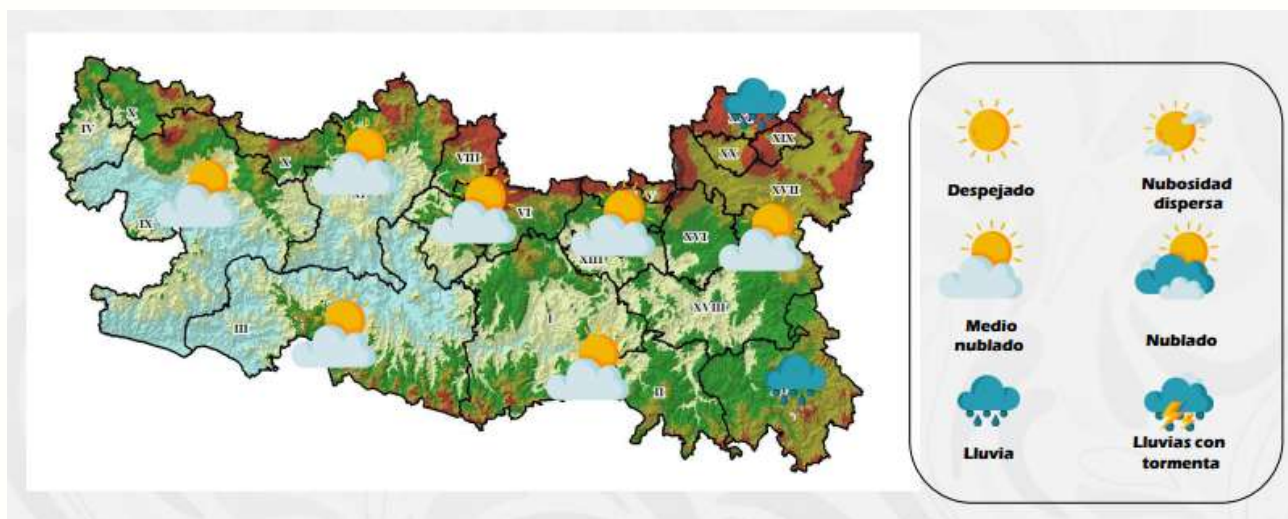 IV
X
X
VIII
IX
VI
V
XIX
XX
XVII
XVI
XIII
XVIII
III
I
II
Despejado
Nubosidad
dispersa
Medio
nublado
Nublado
Lluvia
Lluvias con
tormenta